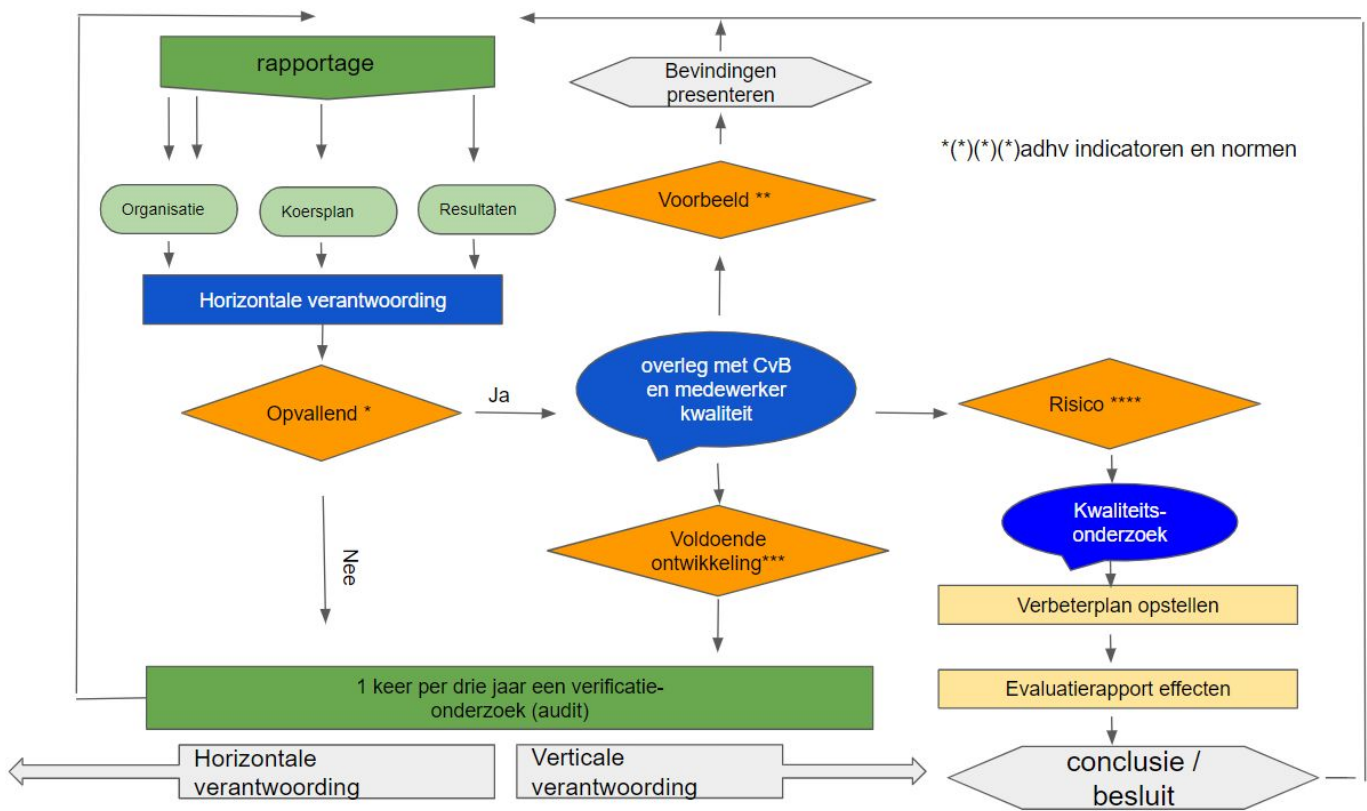 rapportage
Bevindingen
presenteren
*(*)(*)(*)adhv indicatoren en normen
Voorbeeld **
Organisatie
Koersplan
Resultaten
Horizontale verantwoording
overleg met CvB
en medewerker
kwaliteit
Ja
Opvallend *
Risico ****
Nee
Voldoende
ontwikkeling***
Kwaliteits-
onderzoek
Verbeterplan opstellen
1 keer per drie jaar een verificatie-
onderzoek (audit)
Evaluatierapport effecten
Horizontale
verantwoording
Verticale
verantwoording
conclusie /
besluit